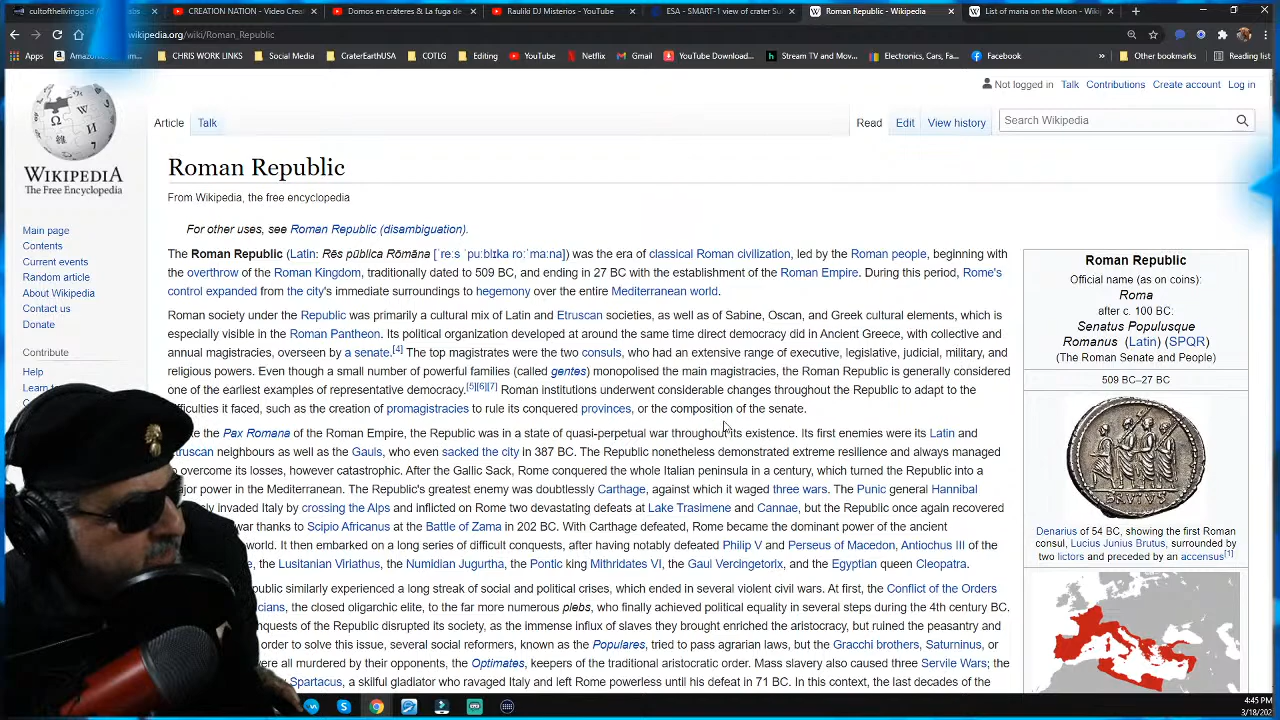 cultofthelivinggod
CREATION NATION - Video Creat
Domos en cráteres & La fuga de
Raulilo DJ Misterios - YouTube
ESA - SMART-1 view of crater Su
Roman Republic - Wikipedia
List of maria on the Moon - Wiki
wikipedia.org/wiki/Roman_Republic
Apps
CHRIS WORK LINKS
Social Media
CraterEarthUSA
COTLG
Editing
YouTube
Netflix
Gmail
YouTube Download...
Stream TV and Mov...
Electronics, Cars, Fa...
Facebook
Other bookmarks
Reading list
Not logged in Talk Contributions Create account Log in
Article Talk
Read Edit View history
Search Wikipedia
WIKIPEDIA
The Free Encyclopedia
Main page
Contents
Current events
Random article
About Wikipedia
Contact us
Donate
Contribute
Help
Roman Republic
From Wikipedia, the free encyclopedia
For other uses, see Roman Republic (disambiguation).
The Roman Republic (Latin: Rēs pūblica Rōmāna [ˈreːs ˈpuːblɪka roːˈmaːna]) was the era of classical Roman civilization, led by the Roman people, beginning with
the overthrow of the Roman Kingdom, traditionally dated to 509 BC, and ending in 27 BC with the establishment of the Roman Empire. During this period, Rome's
control expanded from the city's immediate surroundings to hegemony over the entire Mediterranean world.
Roman society under the Republic was primarily a cultural mix of Latin and Etruscan societies, as well as of Sabine, Oscan, and Greek cultural elements, which is
especially visible in the Roman Pantheon. Its political organization developed at around the same time direct democracy did in Ancient Greece, with collective and
annual magistracies, overseen by a senate.[4] The top magistrates were the two consuls, who had an extensive range of executive, legislative, judicial, military, and
religious powers. Even though a small number of powerful families (called gentes) monopolised the main magistracies, the Roman Republic is generally considered
one of the earliest examples of representative democracy.[5][6][7] Roman institutions underwent considerable changes throughout the Republic to adapt to the
difficulties it faced, such as the creation of promagistracies to rule its conquered provinces, or the composition of the senate.
the Pax Romana of the Roman Empire, the Republic was in a state of quasi-perpetual war throughout its existence. Its first enemies were its Latin and
neighbours as well as the Gauls, who even sacked the city in 387 BC. The Republic nonetheless demonstrated extreme resilience and always managed
overcome its losses, however catastrophic. After the Gallic Sack, Rome conquered the whole Italian peninsula in a century, which turned the Republic into a
power in the Mediterranean. The Republic's greatest enemy was doubtlessly Carthage, against which it waged three wars. The Punic general Hannibal
invaded Italy by crossing the Alps and inflicted on Rome two devastating defeats at Lake Trasimene and Cannae, but the Republic once again recovered
war thanks to Scipio Africanus at the Battle of Zama in 202 BC. With Carthage defeated, Rome became the dominant power of the ancient
world. It then embarked on a long series of difficult conquests, after having notably defeated Philip V and Perseus of Macedon, Antiochus III of the
the Lusitanian Viriathus, the Numidian Jugurtha, the Pontic king Mithridates VI, the Gaul Vercingetorix, and the Egyptian queen Cleopatra.
similarly experienced a long streak of social and political crises, which ended in several violent civil wars. At first, the Conflict of the Orders
the closed oligarchic elite, to the far more numerous plebs, who finally achieved political equality in several steps during the 4th century BC.
of the Republic disrupted its society, as the immense influx of slaves they brought enriched the aristocracy, but ruined the peasantry and
order to solve this issue, several social reformers, known as the Populares, tried to pass agrarian laws, but the Gracchi brothers, Saturninus, or
were all murdered by their opponents, the Optimates, keepers of the traditional aristocratic order. Mass slavery also caused three Servile Wars; the
Spartacus, a skilful gladiator who ravaged Italy and left Rome powerless until his defeat in 71 BC. In this context, the last decades of the
Roman Republic
Official name (as on coins):
Roma
after c. 100 BC:
Senatus Populusque
Romanus (Latin) (SPQR)
(The Roman Senate and People)
509 BC–27 BC
BRVTVS
Denarius of 54 BC, showing the first Roman
consul, Lucius Junius Brutus, surrounded by
two lictors and preceded by an accensus[1]
4:45 PM
3/18/202